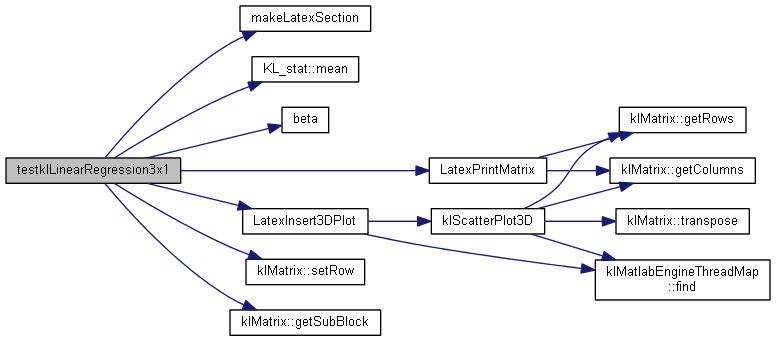 makeLatexSection
KL_stat::mean
beta
klMatrix::getRows
testklLinearRegression3x1
LatexPrintMatrix
klMatrix::getColumns
LatexInsert3DPlot
klScatterPlot3D
klMatrix::transpose
klMatrix::setRow
klMatlabEngineThreadMap
::find
klMatrix::getSubBlock